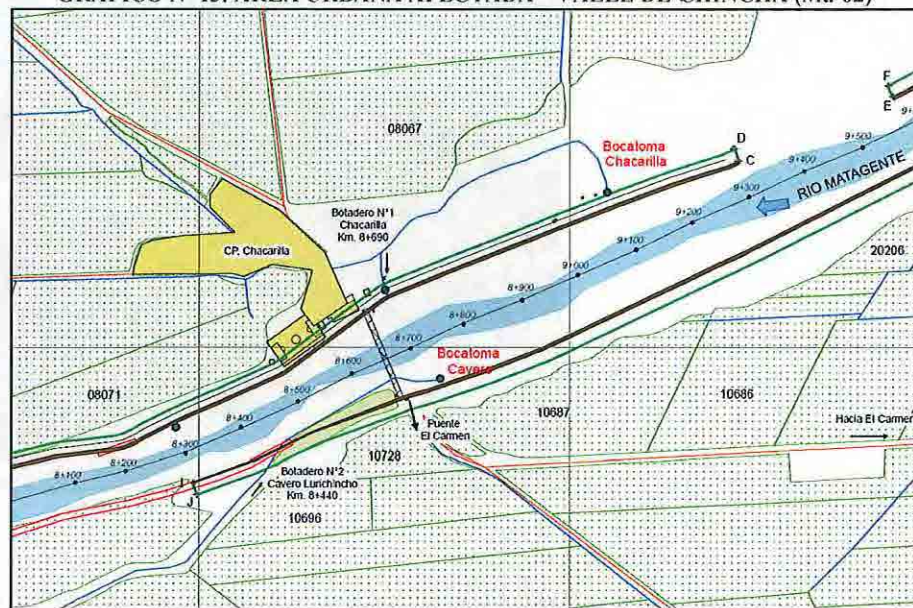 08067
Bocatoma
Chacarilla
D
C
F
E
9+500
9+400
9+300
9+200
9+100
9+000
8+900
8+800
8+700
8+600
8+500
8+400
8+300
8+200
8+100
RIO MATAGENTE
Botadero N°1
Chacarilla
Km. 8+690
CP. Chacarilla
20206
Bocatoma
Cavero
08071
10686
10687
Hacia El Carmen
Puente
El Carmen
10728
Botadero N°2
Cavero Lurichincho
Km. 8+440
I
J
10696